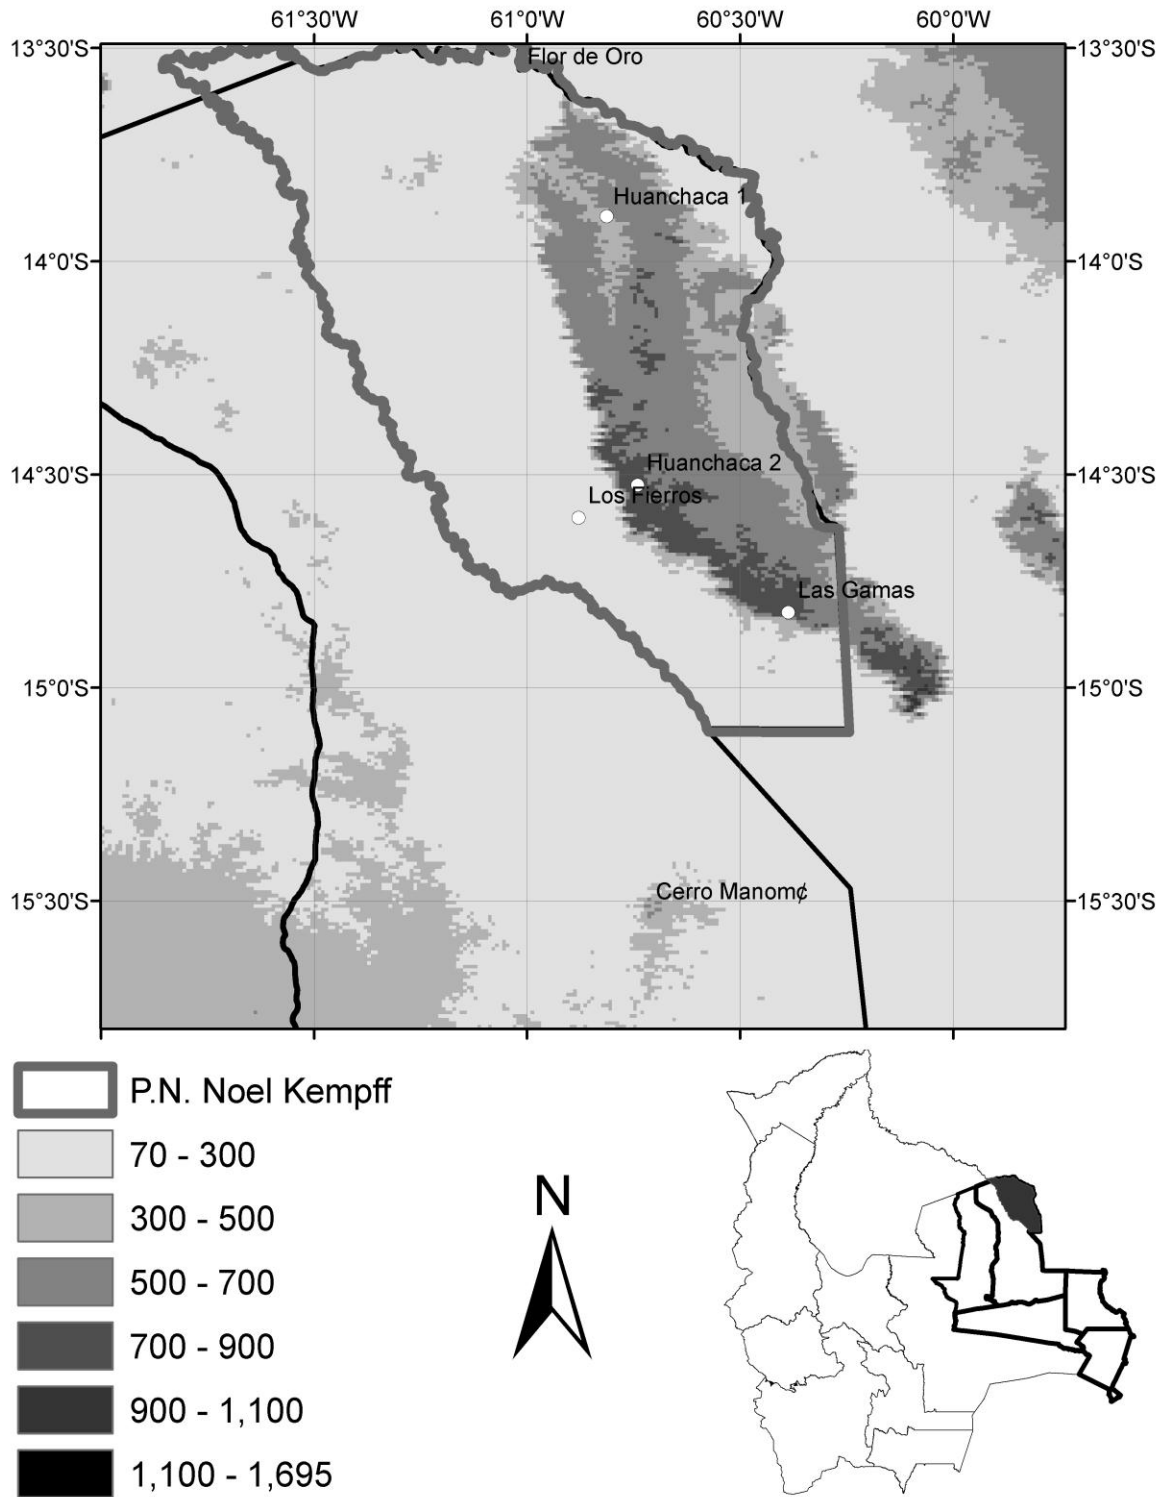 61°30'W 61°0'W 60°30'W 60°0'W
13°30'S 13°30'S
Flor de Oro
Huanchaca 1
14°0'S 14°0'S
Huanchaca 2
14°30'S 14°30'S
Los Fierros
Las Gamas
15°0'S 15°0'S
Cerro Manom¢
15°30'S 15°30'S
P.N. Noel Kempff
70 - 300
300 - 500
500 - 700
700 - 900
900 - 1,100
1,100 - 1,695
N